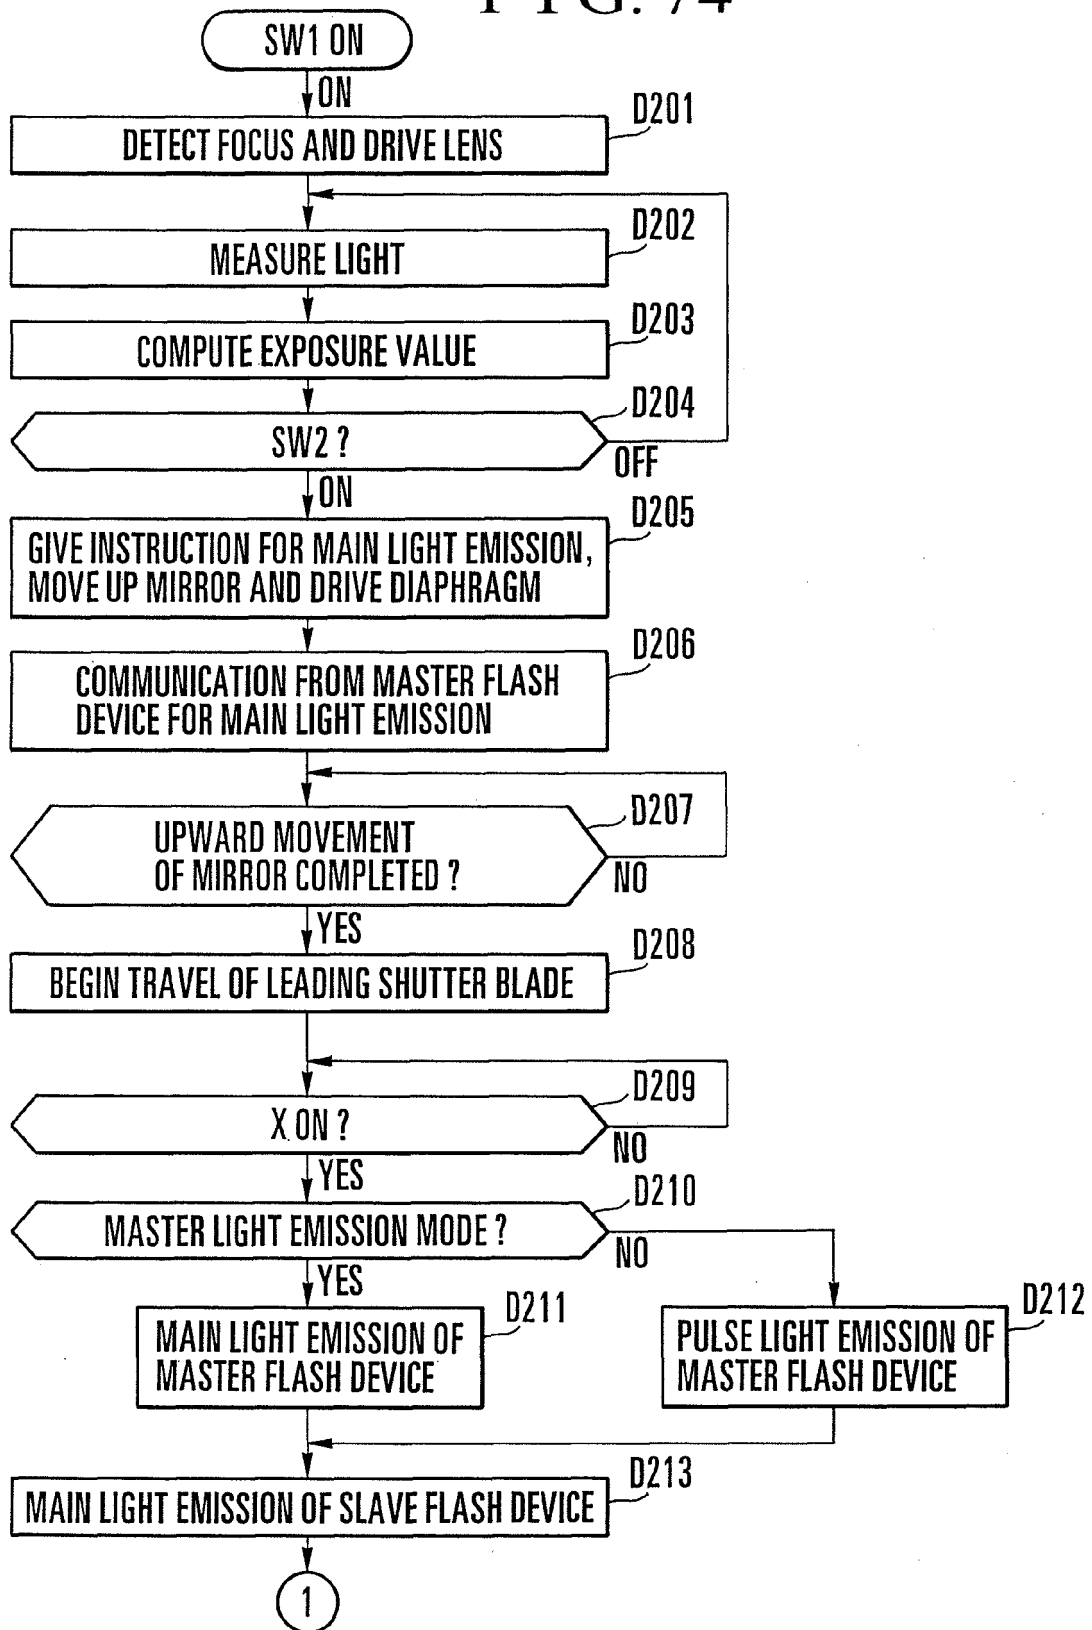 FIG. 74
SW1 ON
ON
D201
DETECT FOCUS AND DRIVE LENS
D202
MEASURE LIGHT
D203
COMPUTE EXPOSURE VALUE
D204
SW2 ?
OFF
ON
D205
GIVE INSTRUCTION FOR MAIN LIGHT EMISSION,
MOVE UP MIRROR AND DRIVE DIAPHRAGM
D206
COMMUNICATION FROM MASTER FLASH
DEVICE FOR MAIN LIGHT EMISSION
D207
UPWARD MOVEMENT
OF MIRROR COMPLETED ?
NO
YES
D208
BEGIN TRAVEL OF LEADING SHUTTER BLADE
D209
X ON ?
NO
YES
D210
MASTER LIGHT EMISSION MODE ?
NO
YES
D211
MAIN LIGHT EMISSION OF
MASTER FLASH DEVICE
D212
PULSE LIGHT EMISSION OF
MASTER FLASH DEVICE
D213
MAIN LIGHT EMISSION OF SLAVE FLASH DEVICE
1